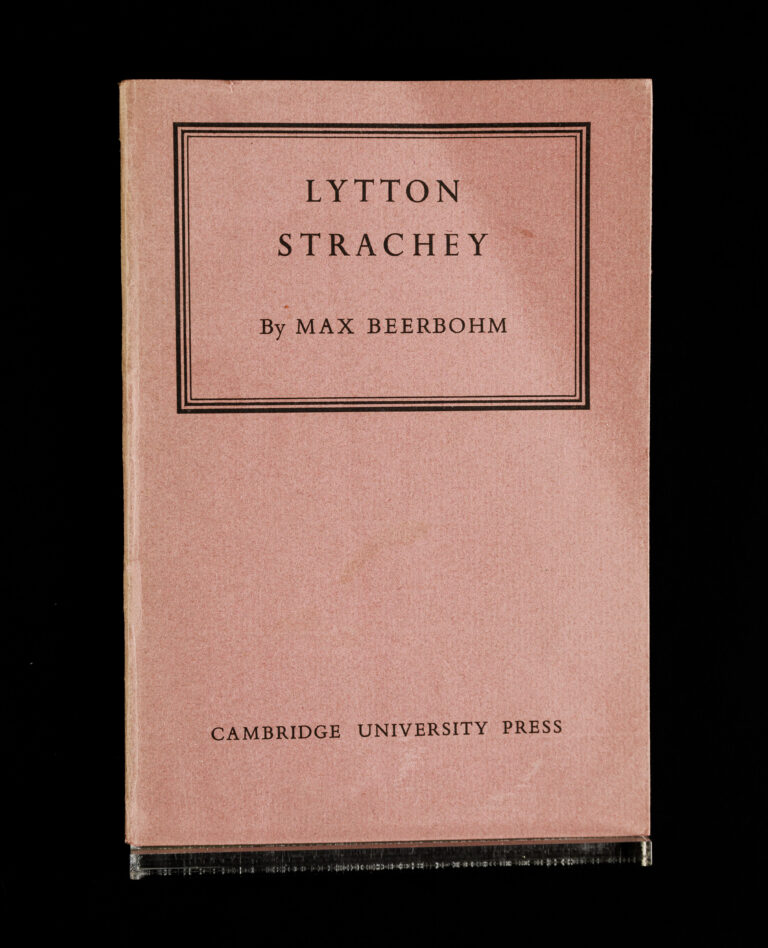 LYTTON
STRACHEY
By MAX BEERBOHM
CAMBRIDGE UNIVERSITY PRESS